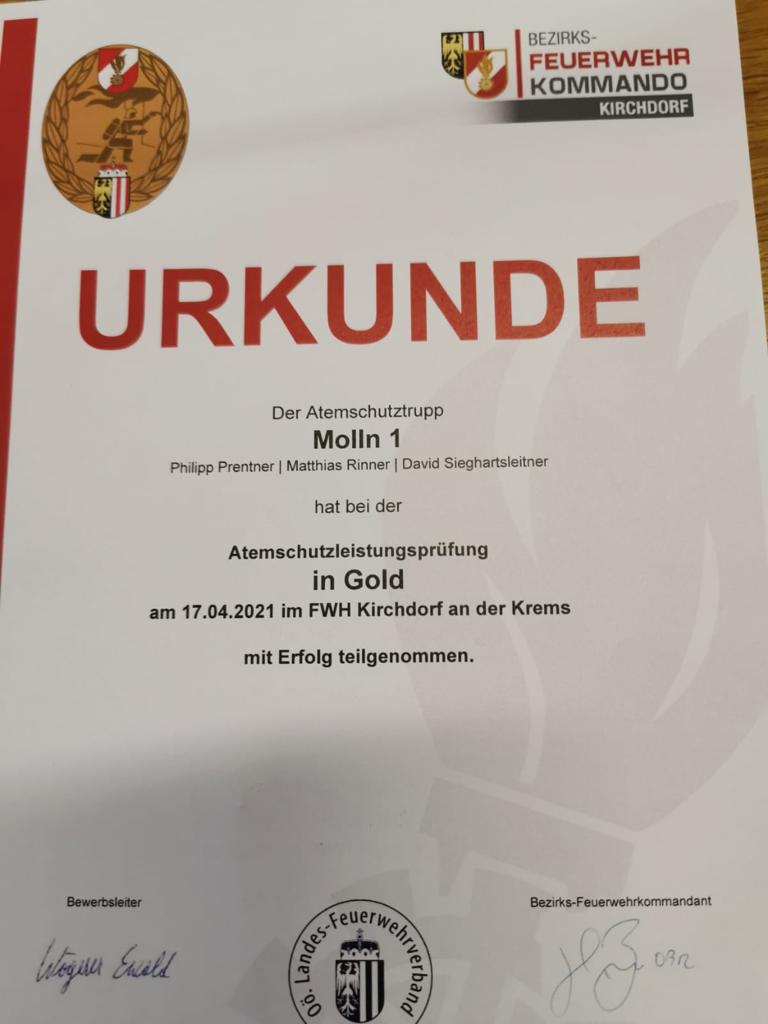 BEZIRKS-
FEUERWEHR
KOMMANDO
KIRCHDORF
URKUNDE
Der Atemschutztrupp
Molln 1
Philipp Prentner | Matthias Rinner | David Sieghartsleitner
hat bei der
Atemschutzleistungsprüfung
in Gold
am 17.04.2021 im FWH Kirchdorf an der Krems
mit Erfolg teilgenommen.
Bewerbsleiter
Bezirks-Feuerwehrkommandant
Wögerer Ewald
OÖ. Landes-Feuerwehrverband